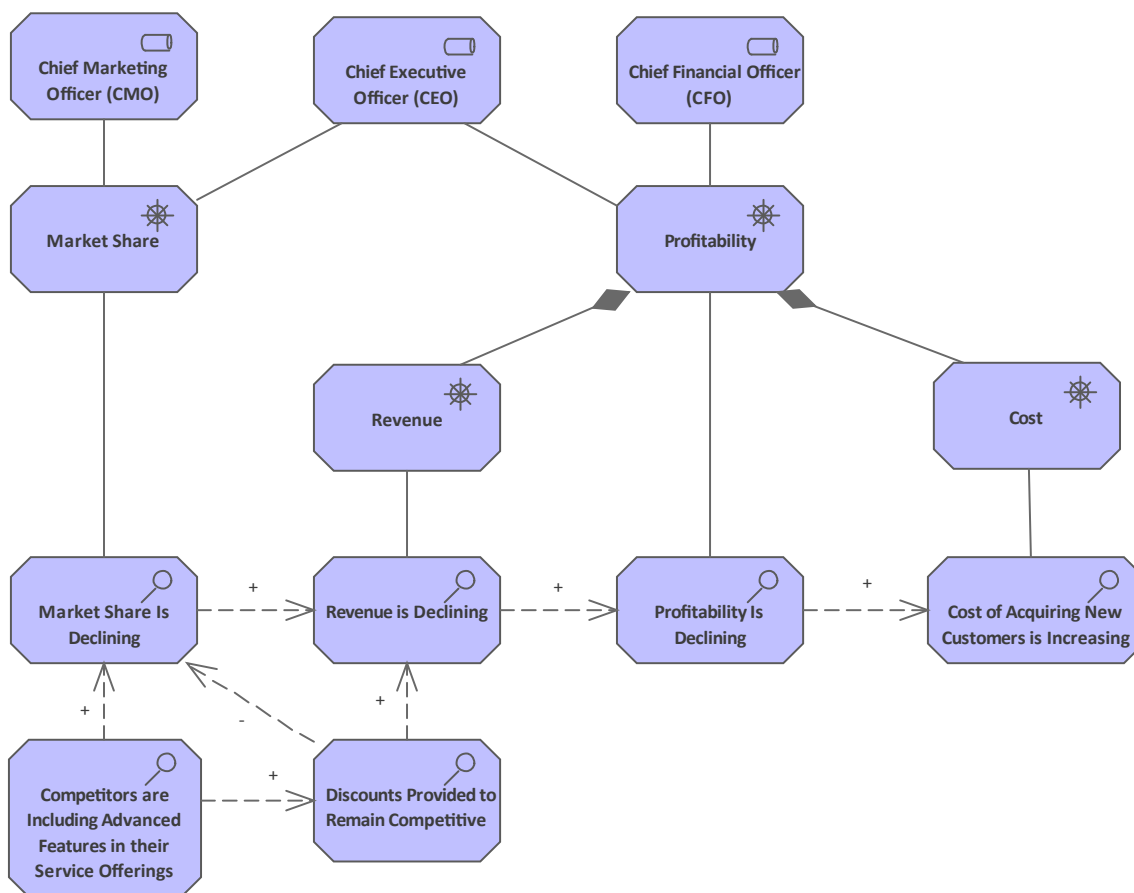 Chief Marketing
Officer (CMO)
Chief Executive
Officer (CEO)
Chief Financial Officer
(CFO)
Market Share
Profitability
Revenue
Cost
Market Share Is
Declining
+
Revenue is Declining
+
Profitability Is
Declining
+
Cost of Acquiring New
Customers is Increasing
+
-
+
Competitors are
Including Advanced
Features in their
Service Offerings
+
Discounts Provided to
Remain Competitive